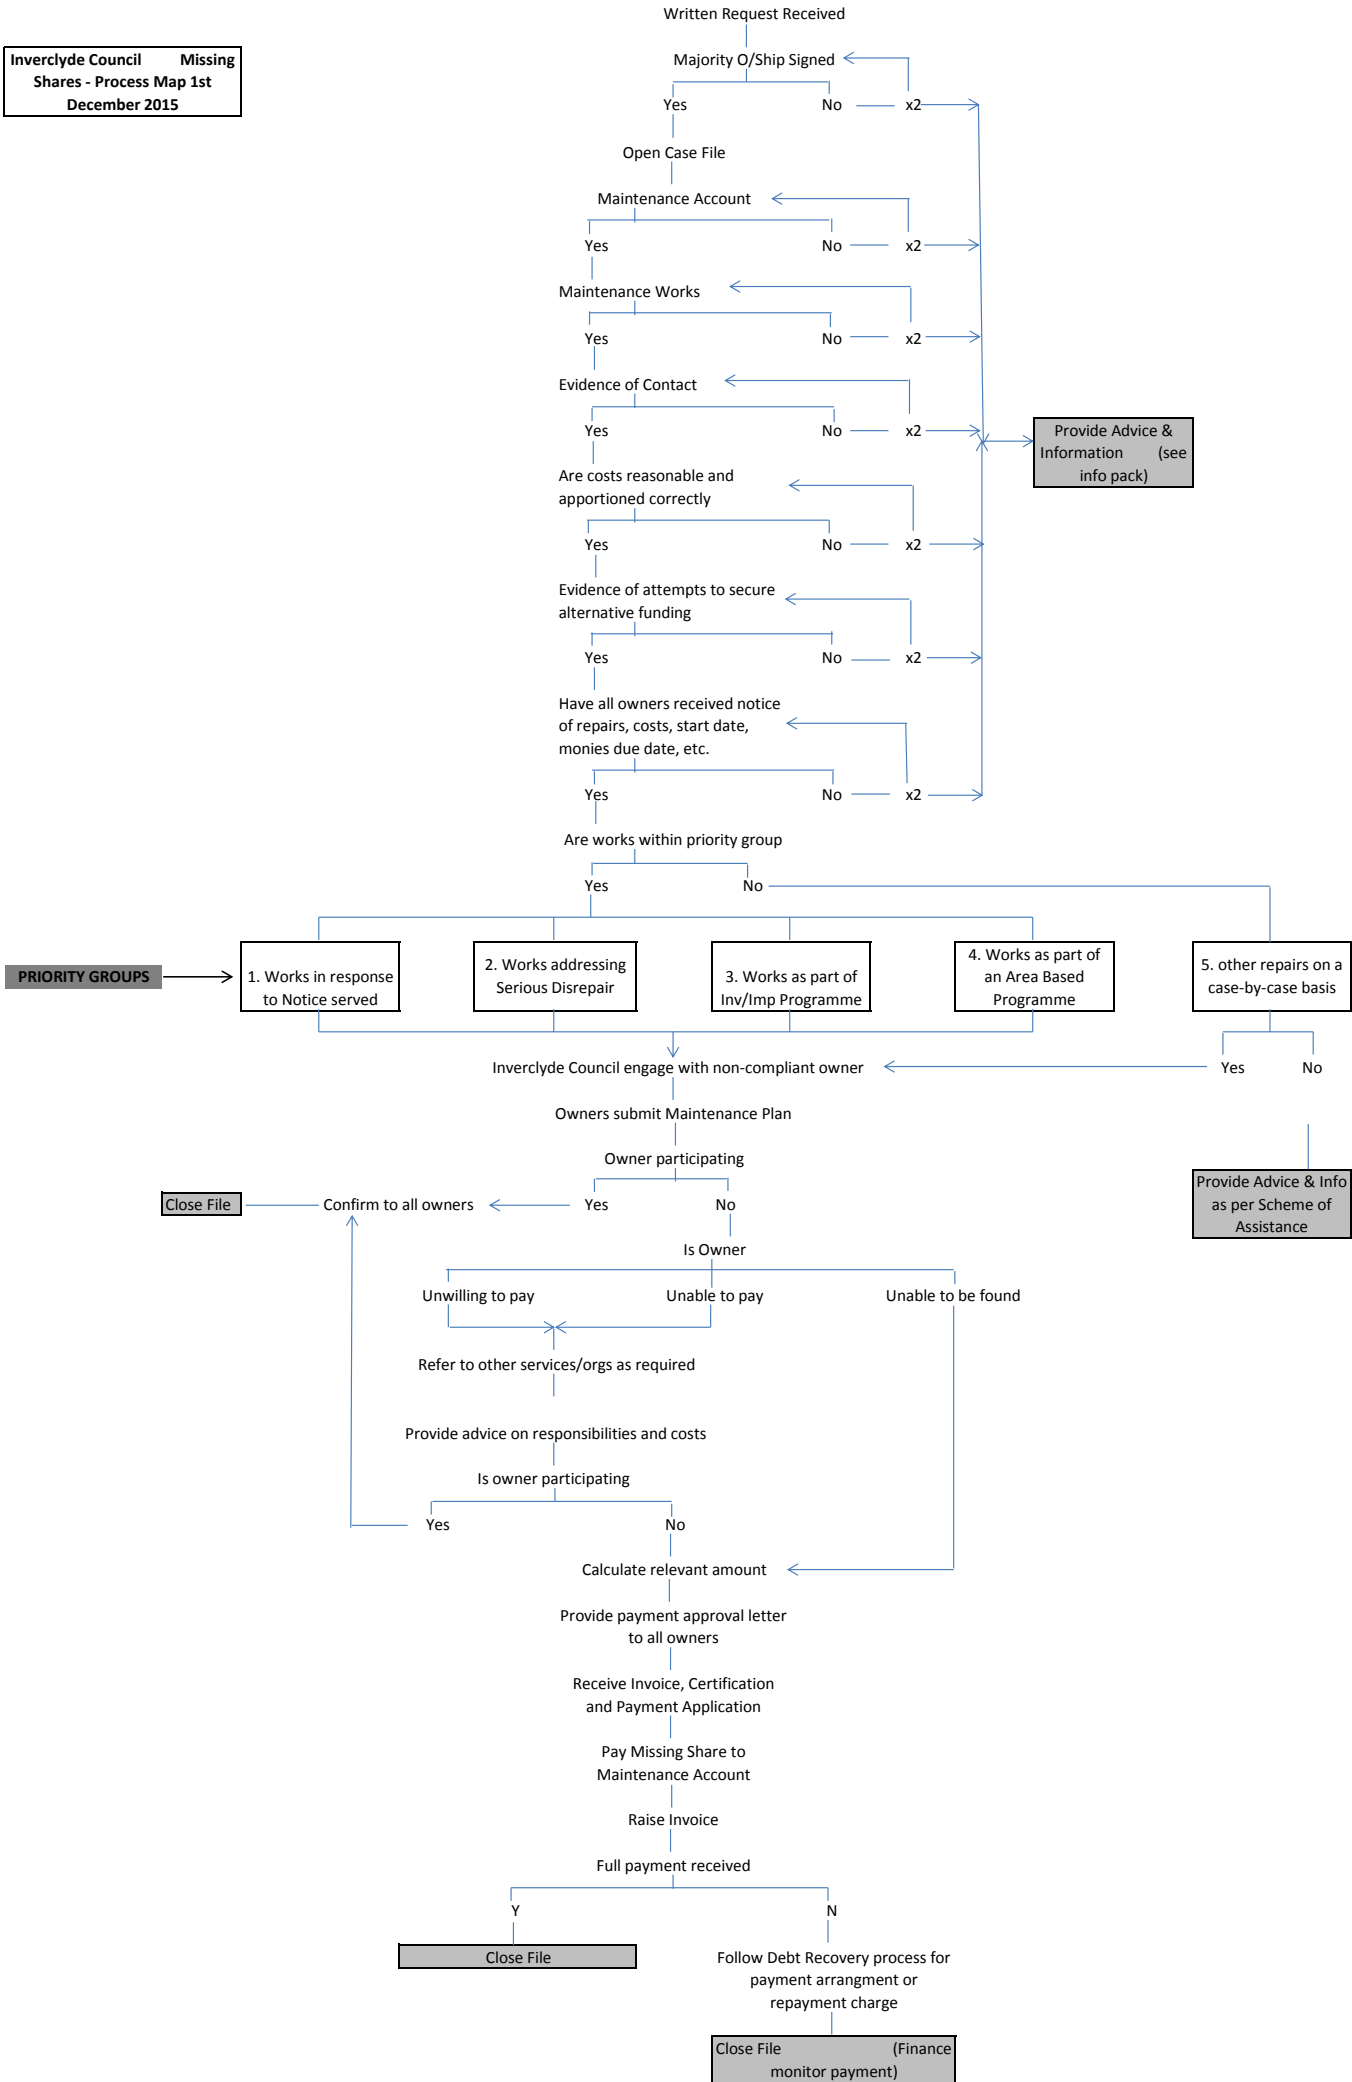 Written Request Received
Inverclyde Council Missing
Shares - Process Map 1st
December 2015
Majority O/Ship Signed
Yes No x2
Open Case File
Maintenance Account
Yes No x2
Maintenance Works
Yes No x2
Evidence of Contact
Yes No x2
Provide Advice &
Information (see
info pack)
Are costs reasonable and
apportioned correctly
Yes No x2
Evidence of attempts to secure
alternative funding
Yes No x2
Have all owners received notice
of repairs, costs, start date,
monies due date, etc.
Yes No x2
Are works within priority group
Yes No
PRIORITY GROUPS
1. Works in response
to Notice served
2. Works addressing
Serious Disrepair
3. Works as part of
Inv/Imp Programme
4. Works as part of
an Area Based
Programme
5. other repairs on a
case-by-case basis
Inverclyde Council engage with non-compliant owner
Yes No
Owners submit Maintenance Plan
Owner participating
Close File
Confirm to all owners
Yes No
Provide Advice & Info
as per Scheme of
Assistance
Is Owner
Unwilling to pay Unable to pay Unable to be found
Refer to other services/orgs as required
Provide advice on responsibilities and costs
Is owner participating
Yes No
Calculate relevant amount
Provide payment approval letter
to all owners
Receive Invoice, Certification
and Payment Application
Pay Missing Share to
Maintenance Account
Raise Invoice
Full payment received
Y N
Close File
Follow Debt Recovery process for
payment arrangment or
repayment charge
Close File (Finance
monitor payment)